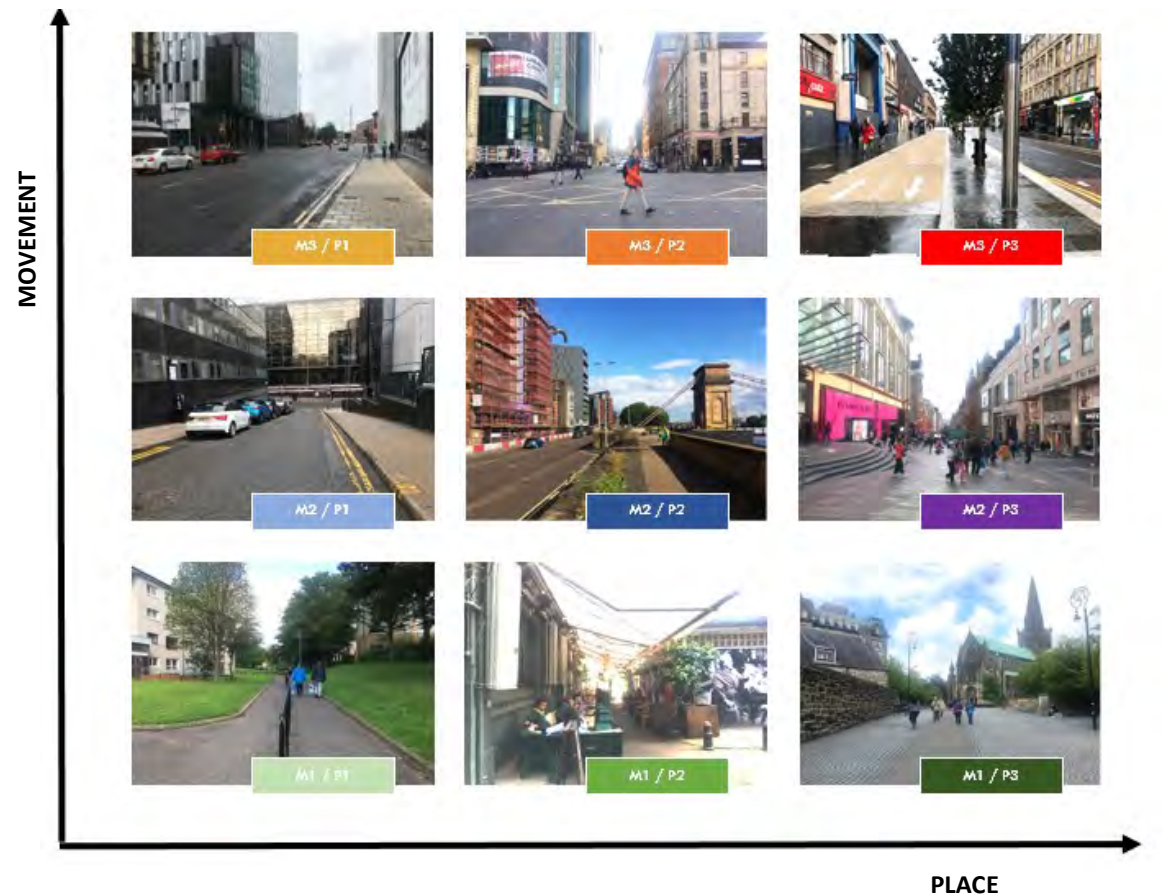 MOVEMENT
M3 / P1
M3 / P2
M3 / P3
M2 / P1
M2 / P2
M2 / P3
M1 / P1
M1 / P2
M1 / P3
PLACE